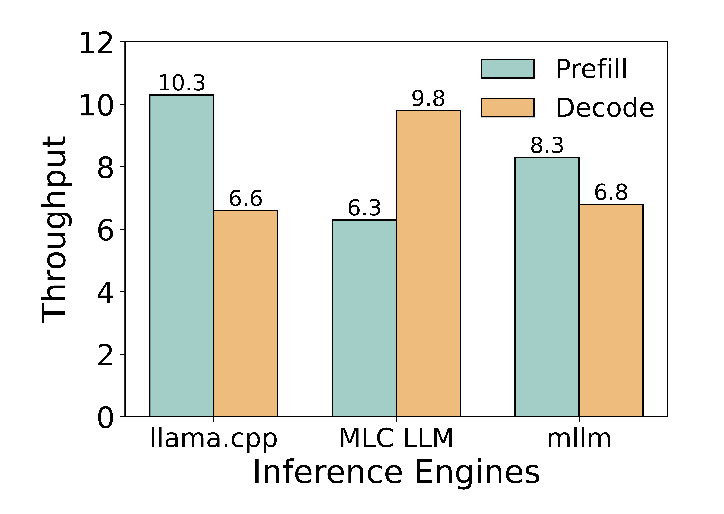 Throughput
12
10
8
6
4
2
0
Prefill
Decode
10.3
6.6
6.3
9.8
8.3
6.8
llama.cpp
MLC LLM
mllm
Inference Engines